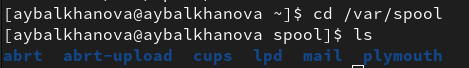 [aybalkhanova@aybalkhanova ~]$ cd /var/spool
[aybalkhanova@aybalkhanova spool]$ ls
abrt  abrt-upload  cups  lpd  mail  plymouth